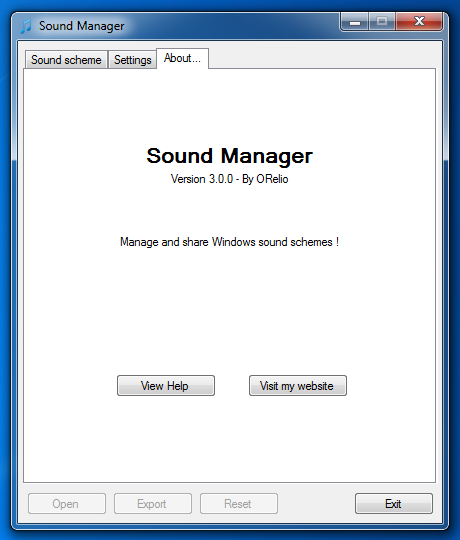 Sound Manager
Sound scheme Settings About...
Sound Manager
Version 3.0.0 - By ORelio
Manage and share Windows sound schemes !
View Help Visit my website
Open Export Reset Exit